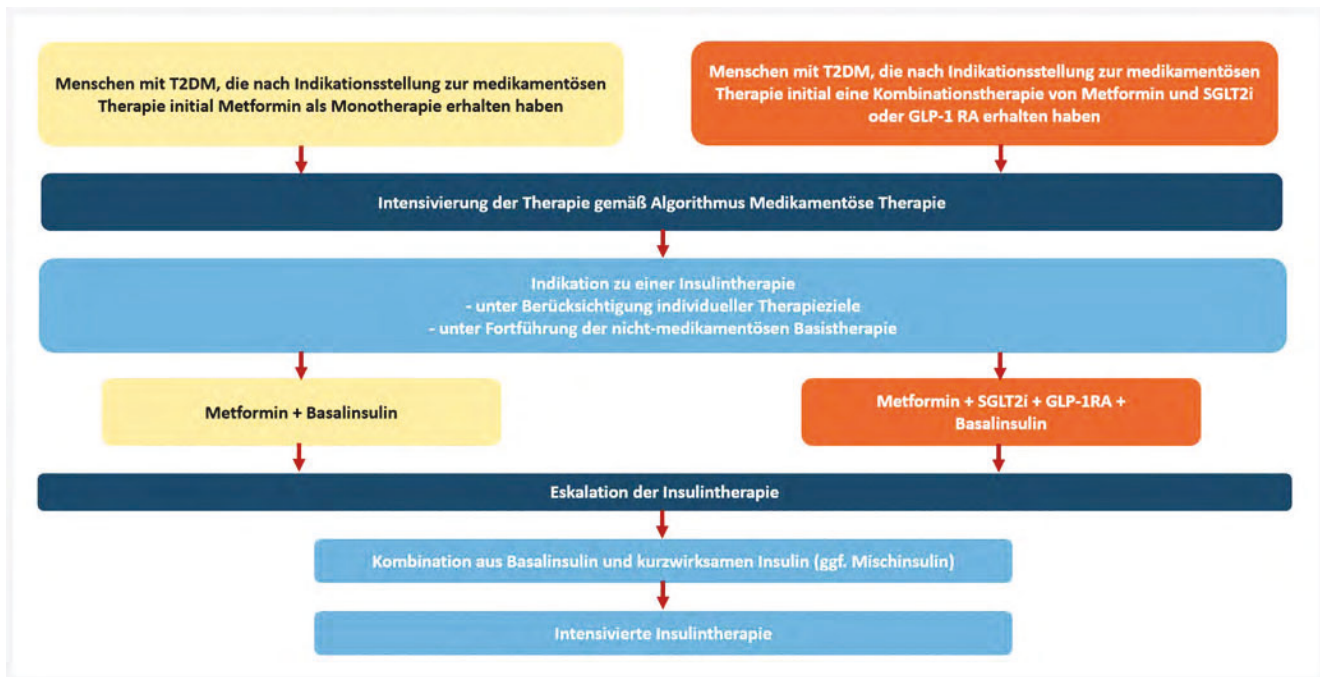 Menschen mit T2DM, die nach Indikationsstellung zur medikamentösen
Therapie initial Metformin als Monotherapie erhalten haben
Menschen mit T2DM, die nach Indikationsstellung zur medikamentösen
Therapie initial eine Kombinationstherapie von Metformin und SGLT2i
oder GLP-1 RA erhalten haben
Intensivierung der Therapie gemäß Algorithmus Medikamentöse Therapie
Indikation zu einer Insulintherapie
- unter Berücksichtigung individueller Therapieziele
- unter Fortführung der nicht-medikamentösen Basistherapie
Metformin + Basalinsulin
Metformin + SGLT2i + GLP-1RA +
Basalinsulin
Eskalation der Insulintherapie
Kombination aus Basalinsulin und kurzwirksamen Insulin (ggf. Mischinsulin)
Intensivierte Insulintherapie